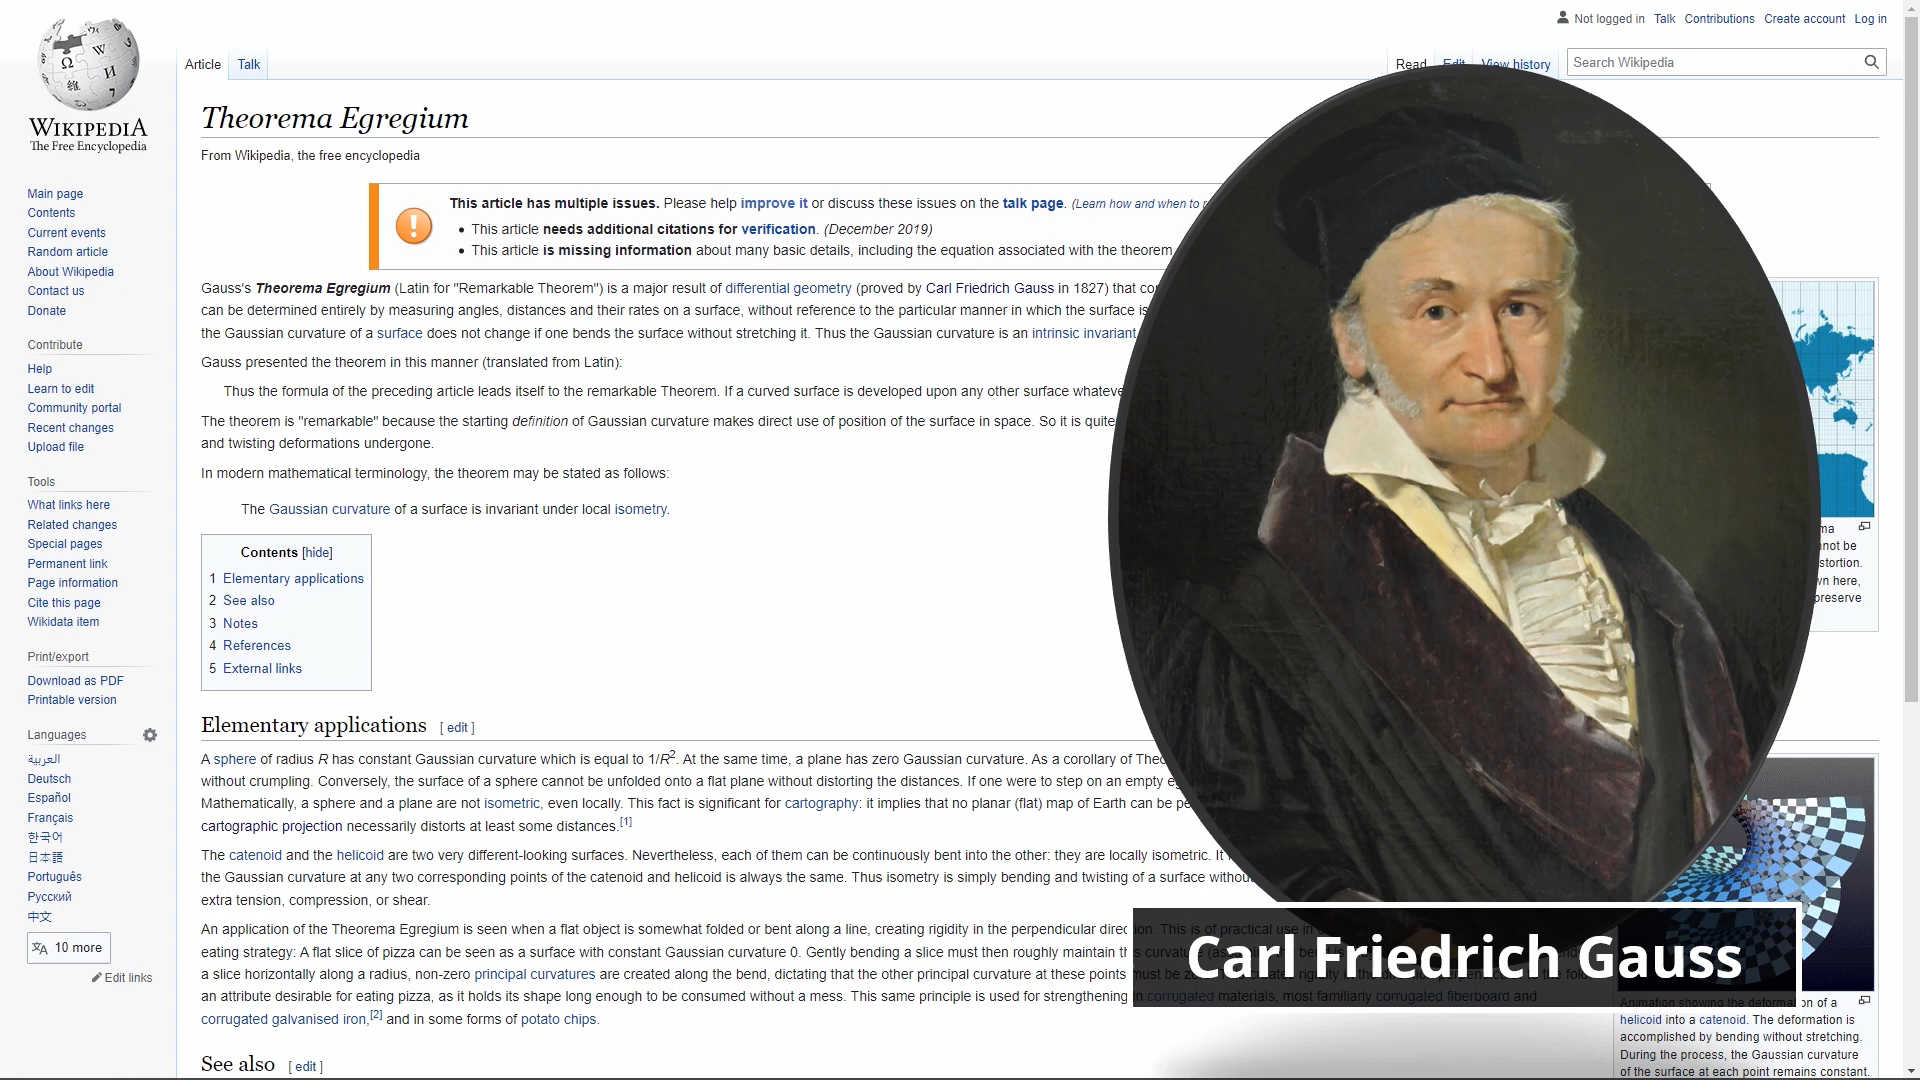 Not logged in Talk Contributions Create account Log in
Article Talk
Read Edit View history Search Wikipedia
WIKIPEDIA
The Free Encyclopedia
Main page
Contents
Current events
Random article
About Wikipedia
Contact us
Donate
Contribute
Help
Learn to edit
Community portal
Recent changes
Upload file
Tools
What links here
Related changes
Special pages
Permanent link
Page information
Cite this page
Wikidata item
Print/export
Download as PDF
Printable version
Languages
العربية
Deutsch
Español
Français
한국어
日本語
Português
Русский
中文
10 more
Edit links
Theorema Egregium
From Wikipedia, the free encyclopedia
This article has multiple issues. Please help improve it or discuss these issues on the talk page. (Learn how and when to
• This article needs additional citations for verification. (December 2019)
• This article is missing information about many basic details, including the equation associated with the theorem
Gauss's Theorema Egregium (Latin for "Remarkable Theorem") is a major result of differential geometry (proved by Carl Friedrich Gauss in 1827) that
can be determined entirely by measuring angles, distances and their rates on a surface, without reference to the particular manner in which the surface is
the Gaussian curvature of a surface does not change if one bends the surface without stretching it. Thus the Gaussian curvature is an intrinsic invariant
Gauss presented the theorem in this manner (translated from Latin):
Thus the formula of the preceding article leads itself to the remarkable Theorem. If a curved surface is developed upon any other surface
The theorem is "remarkable" because the starting definition of Gaussian curvature makes direct use of position of the surface in space. So it is quite
and twisting deformations undergone.
In modern mathematical terminology, the theorem may be stated as follows:
The Gaussian curvature of a surface is invariant under local isometry.
Contents [hide]
1 Elementary applications
2 See also
3 Notes
4 References
5 External links
Elementary applications [ edit ]
A sphere of radius R has constant Gaussian curvature which is equal to 1/R2. At the same time, a plane has zero Gaussian curvature. As a corollary of
without crumpling. Conversely, the surface of a sphere cannot be unfolded onto a flat plane without distorting the distances. If one were to step on an empty
Mathematically, a sphere and a plane are not isometric, even locally. This fact is significant for cartography: it implies that no planar (flat) map of Earth can be
cartographic projection necessarily distorts at least some distances.[1]
The catenoid and the helicoid are two very different-looking surfaces. Nevertheless, each of them can be continuously bent into the other: they are locally isometric. It
the Gaussian curvature at any two corresponding points of the catenoid and helicoid is always the same. Thus isometry is simply bending and twisting of a surface
extra tension, compression, or shear.
An application of the Theorema Egregium is seen when a flat object is somewhat folded or bent along a line, creating rigidity in the perpendicular direction. This is of practical use in
eating strategy: A flat slice of pizza can be seen as a surface with constant Gaussian curvature 0. Gently bending a slice must then roughly maintain
a slice horizontally along a radius, non-zero principal curvatures are created along the bend, dictating that the other principal curvature at these points must be
an attribute desirable for eating pizza, as it holds its shape long enough to be consumed without a mess. This same principle is used for strengthening in corrugated materials, most familiarly corrugated fiberboard and
corrugated galvanised iron,[2] and in some forms of potato chips.
See also [ edit ]
stortion.
here,
preserve
Carl Friedrich Gauss
Animation showing the deformation of a
helicoid into a catenoid. The deformation is
accomplished by bending without stretching.
During the process, the Gaussian curvature
of the surface at each point remains constant.